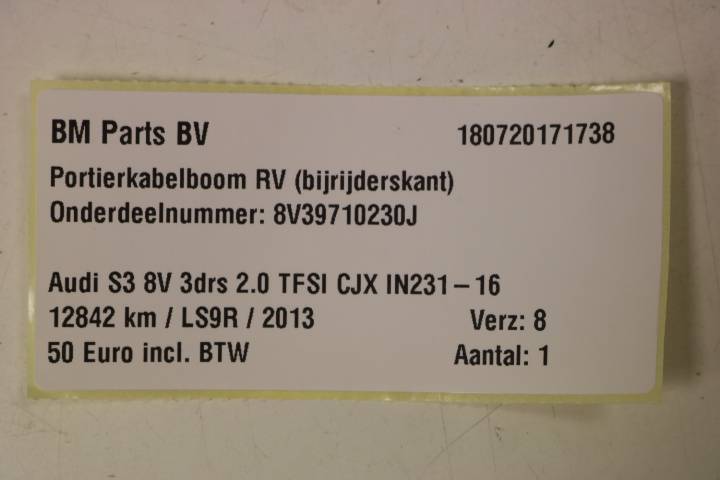 BM Parts BV 180720171738
Portierkabelboom RV (bijrijderskant)
Onderdeelnummer: 8V39710230J
Audi S3 8V 3drs 2.0 TFSI CJX IN231-16
12842 km / LS9R / 2013 Verz: 8
50 Euro incl. BTW Aantal: 1